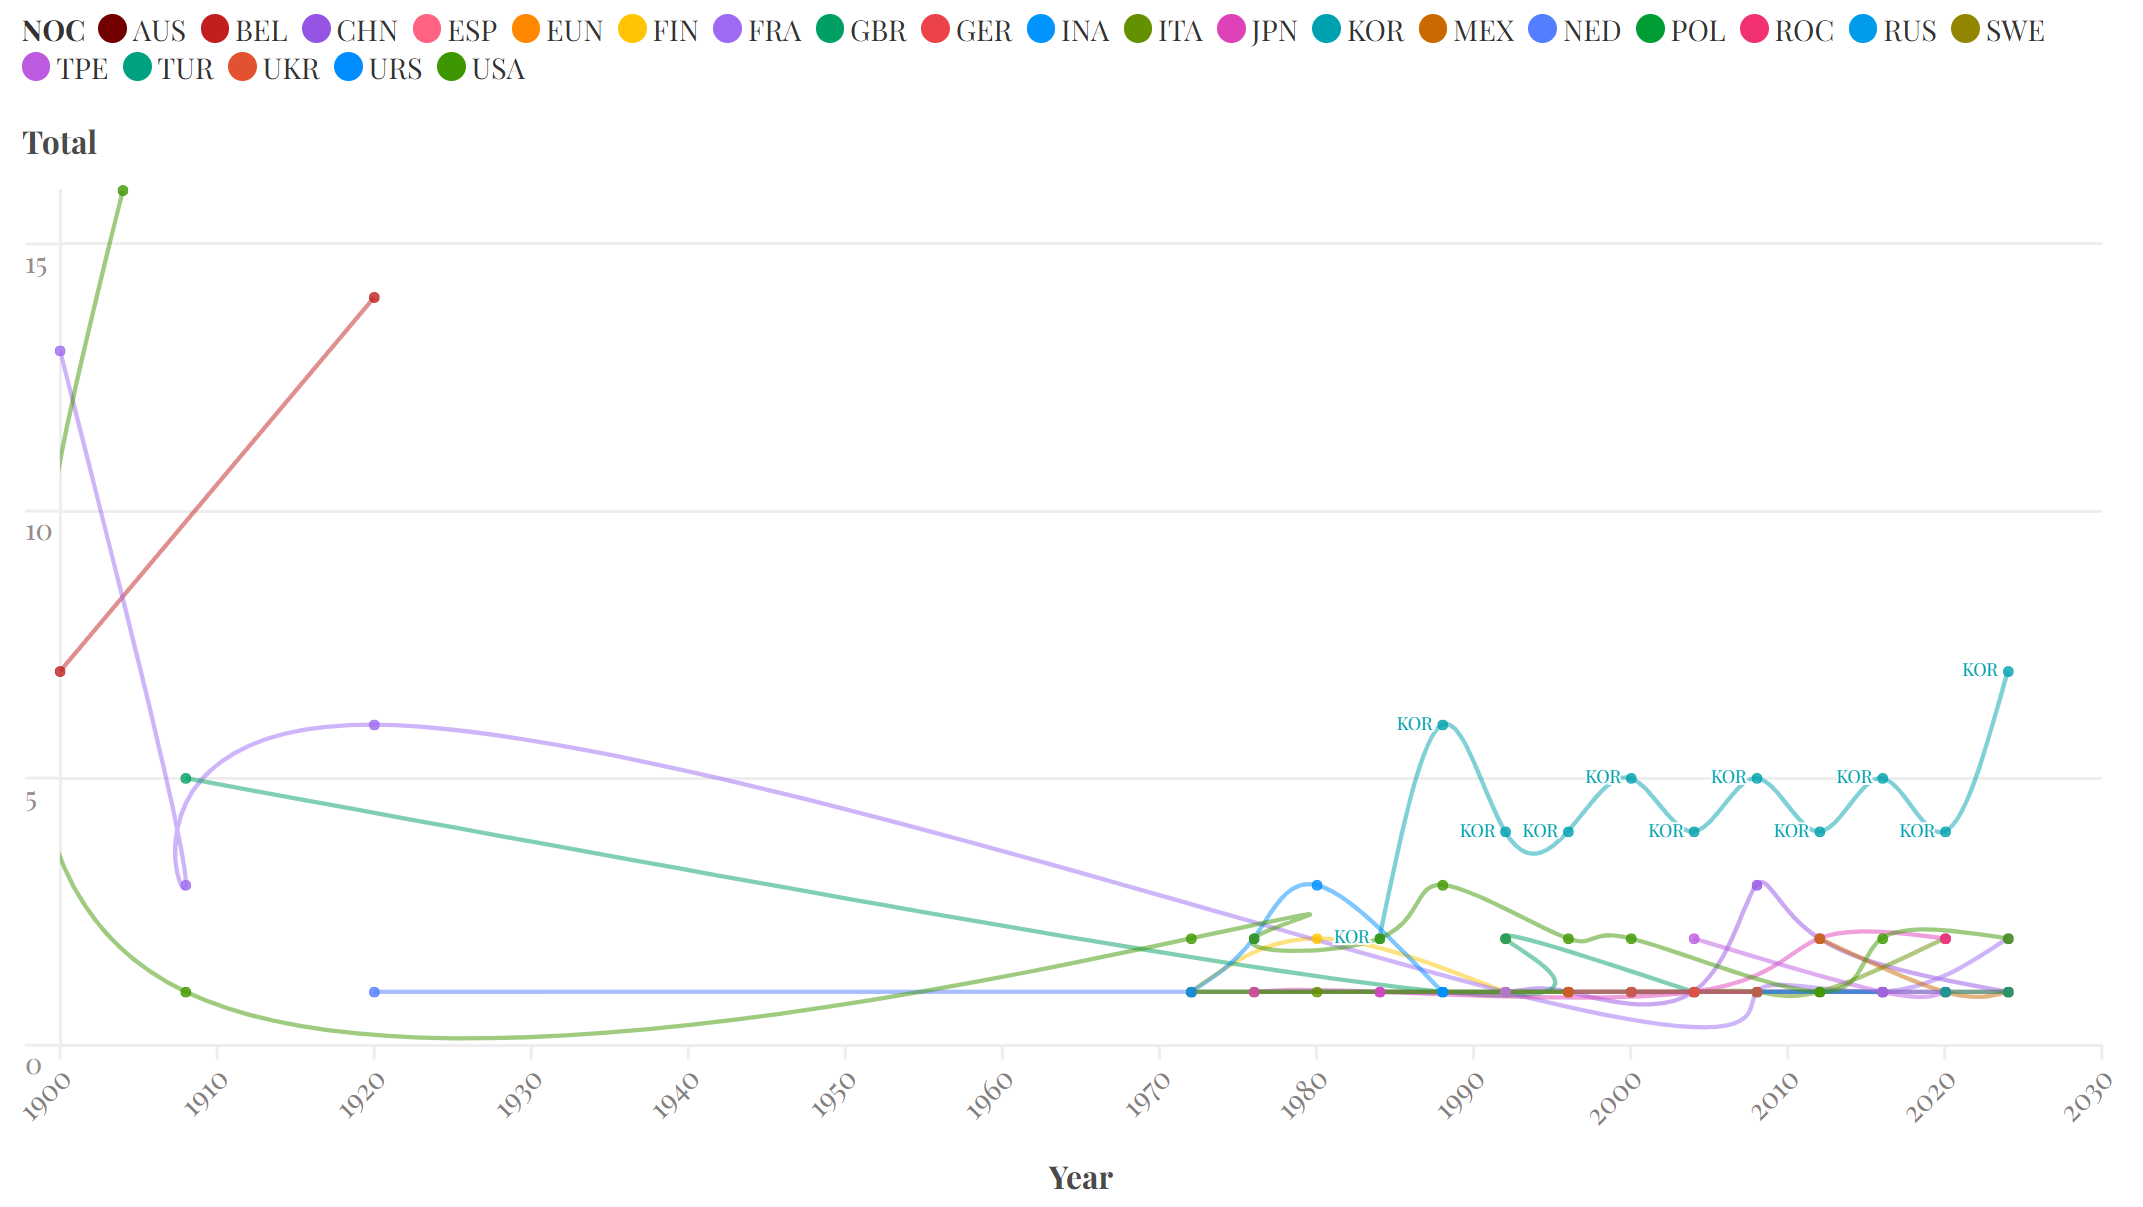 NOC AUS BEL CHN ESP EUN FIN FRA GBR GER INA ITA JPN KOR MEX NED POL ROC RUS SWE
TPE TUR UKR URS USA
Total
15
10
KOR
KOR
KOR KOR KOR
5
KOR KOR KOR KOR KOR
KOR
0
1900 1910 1920 1930 1940 1950 1960 1970 1980 1990 2000 2010 2020 2030
Year